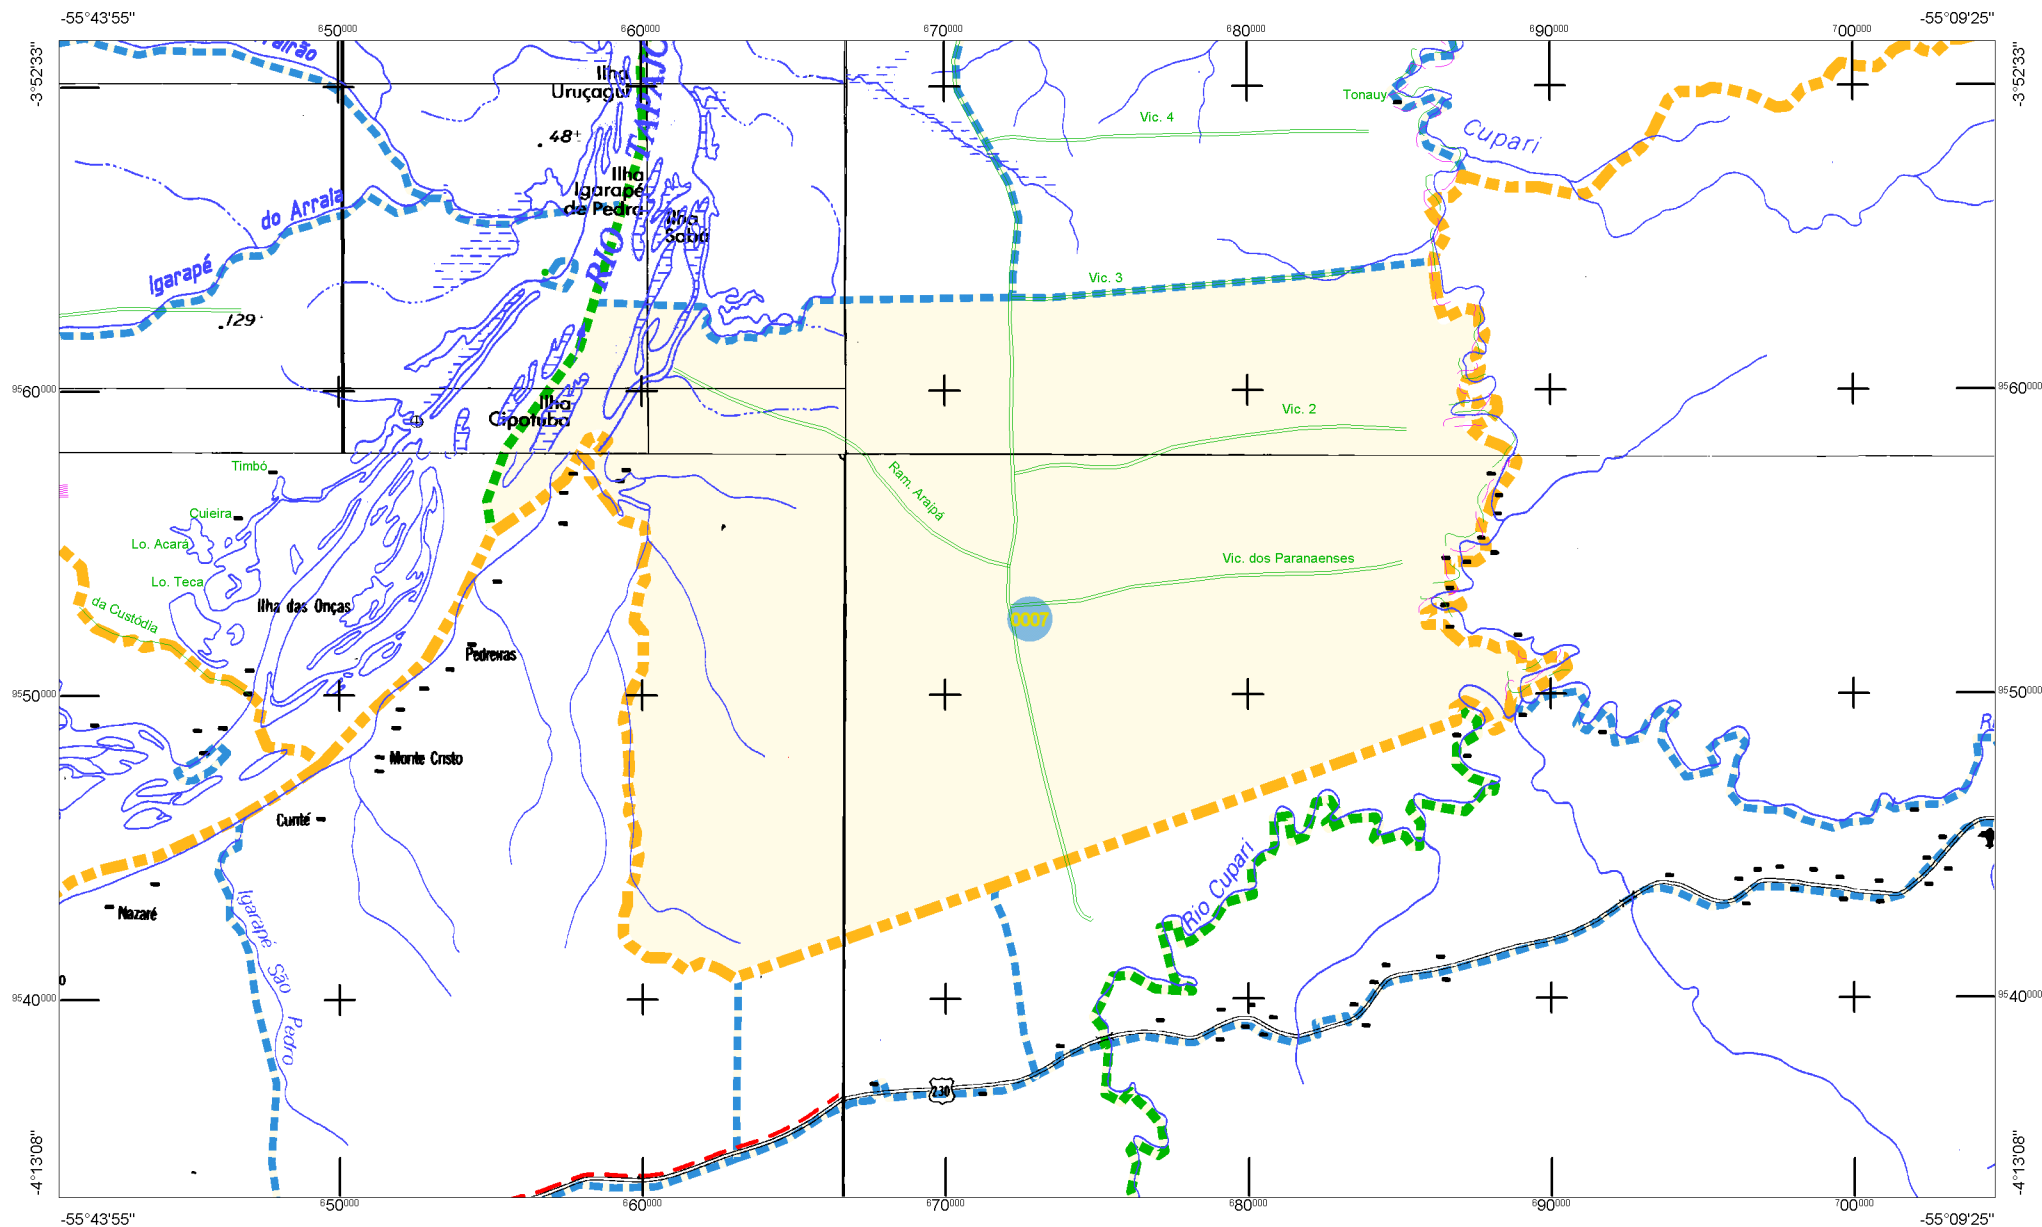 -55°43'55"
-55°09'25"
650000
660000
670000
680000
690000
700000
-3°52'33"
-3°52'33"
Ilha
Uruçagui
RIO TAPAJO
48
Tonauy
Vic. 4
Cupari
Ilha
Igarapé
de Pedra
Igarapé do Arraia
Ilha
Sabá
Vic. 3
129
9560000
9560000
Ilha
Cipotuba
Vic. 2
Timbó
Ram. Araipá
Cuieira
Lo. Acará
Vic. dos Paranaenses
Lo. Teca
da Custódia
Ilha das Onças
0007
Pedreiras
9550000
9550000
Monte Cristo
Cunté
Rio Cupari
Nazaré
Igarapé São Pedro
0
9540000
9540000
230
-4°13'08"
-4°13'08"
650000
660000
670000
680000
690000
700000
-55°43'55"
-55°09'25"